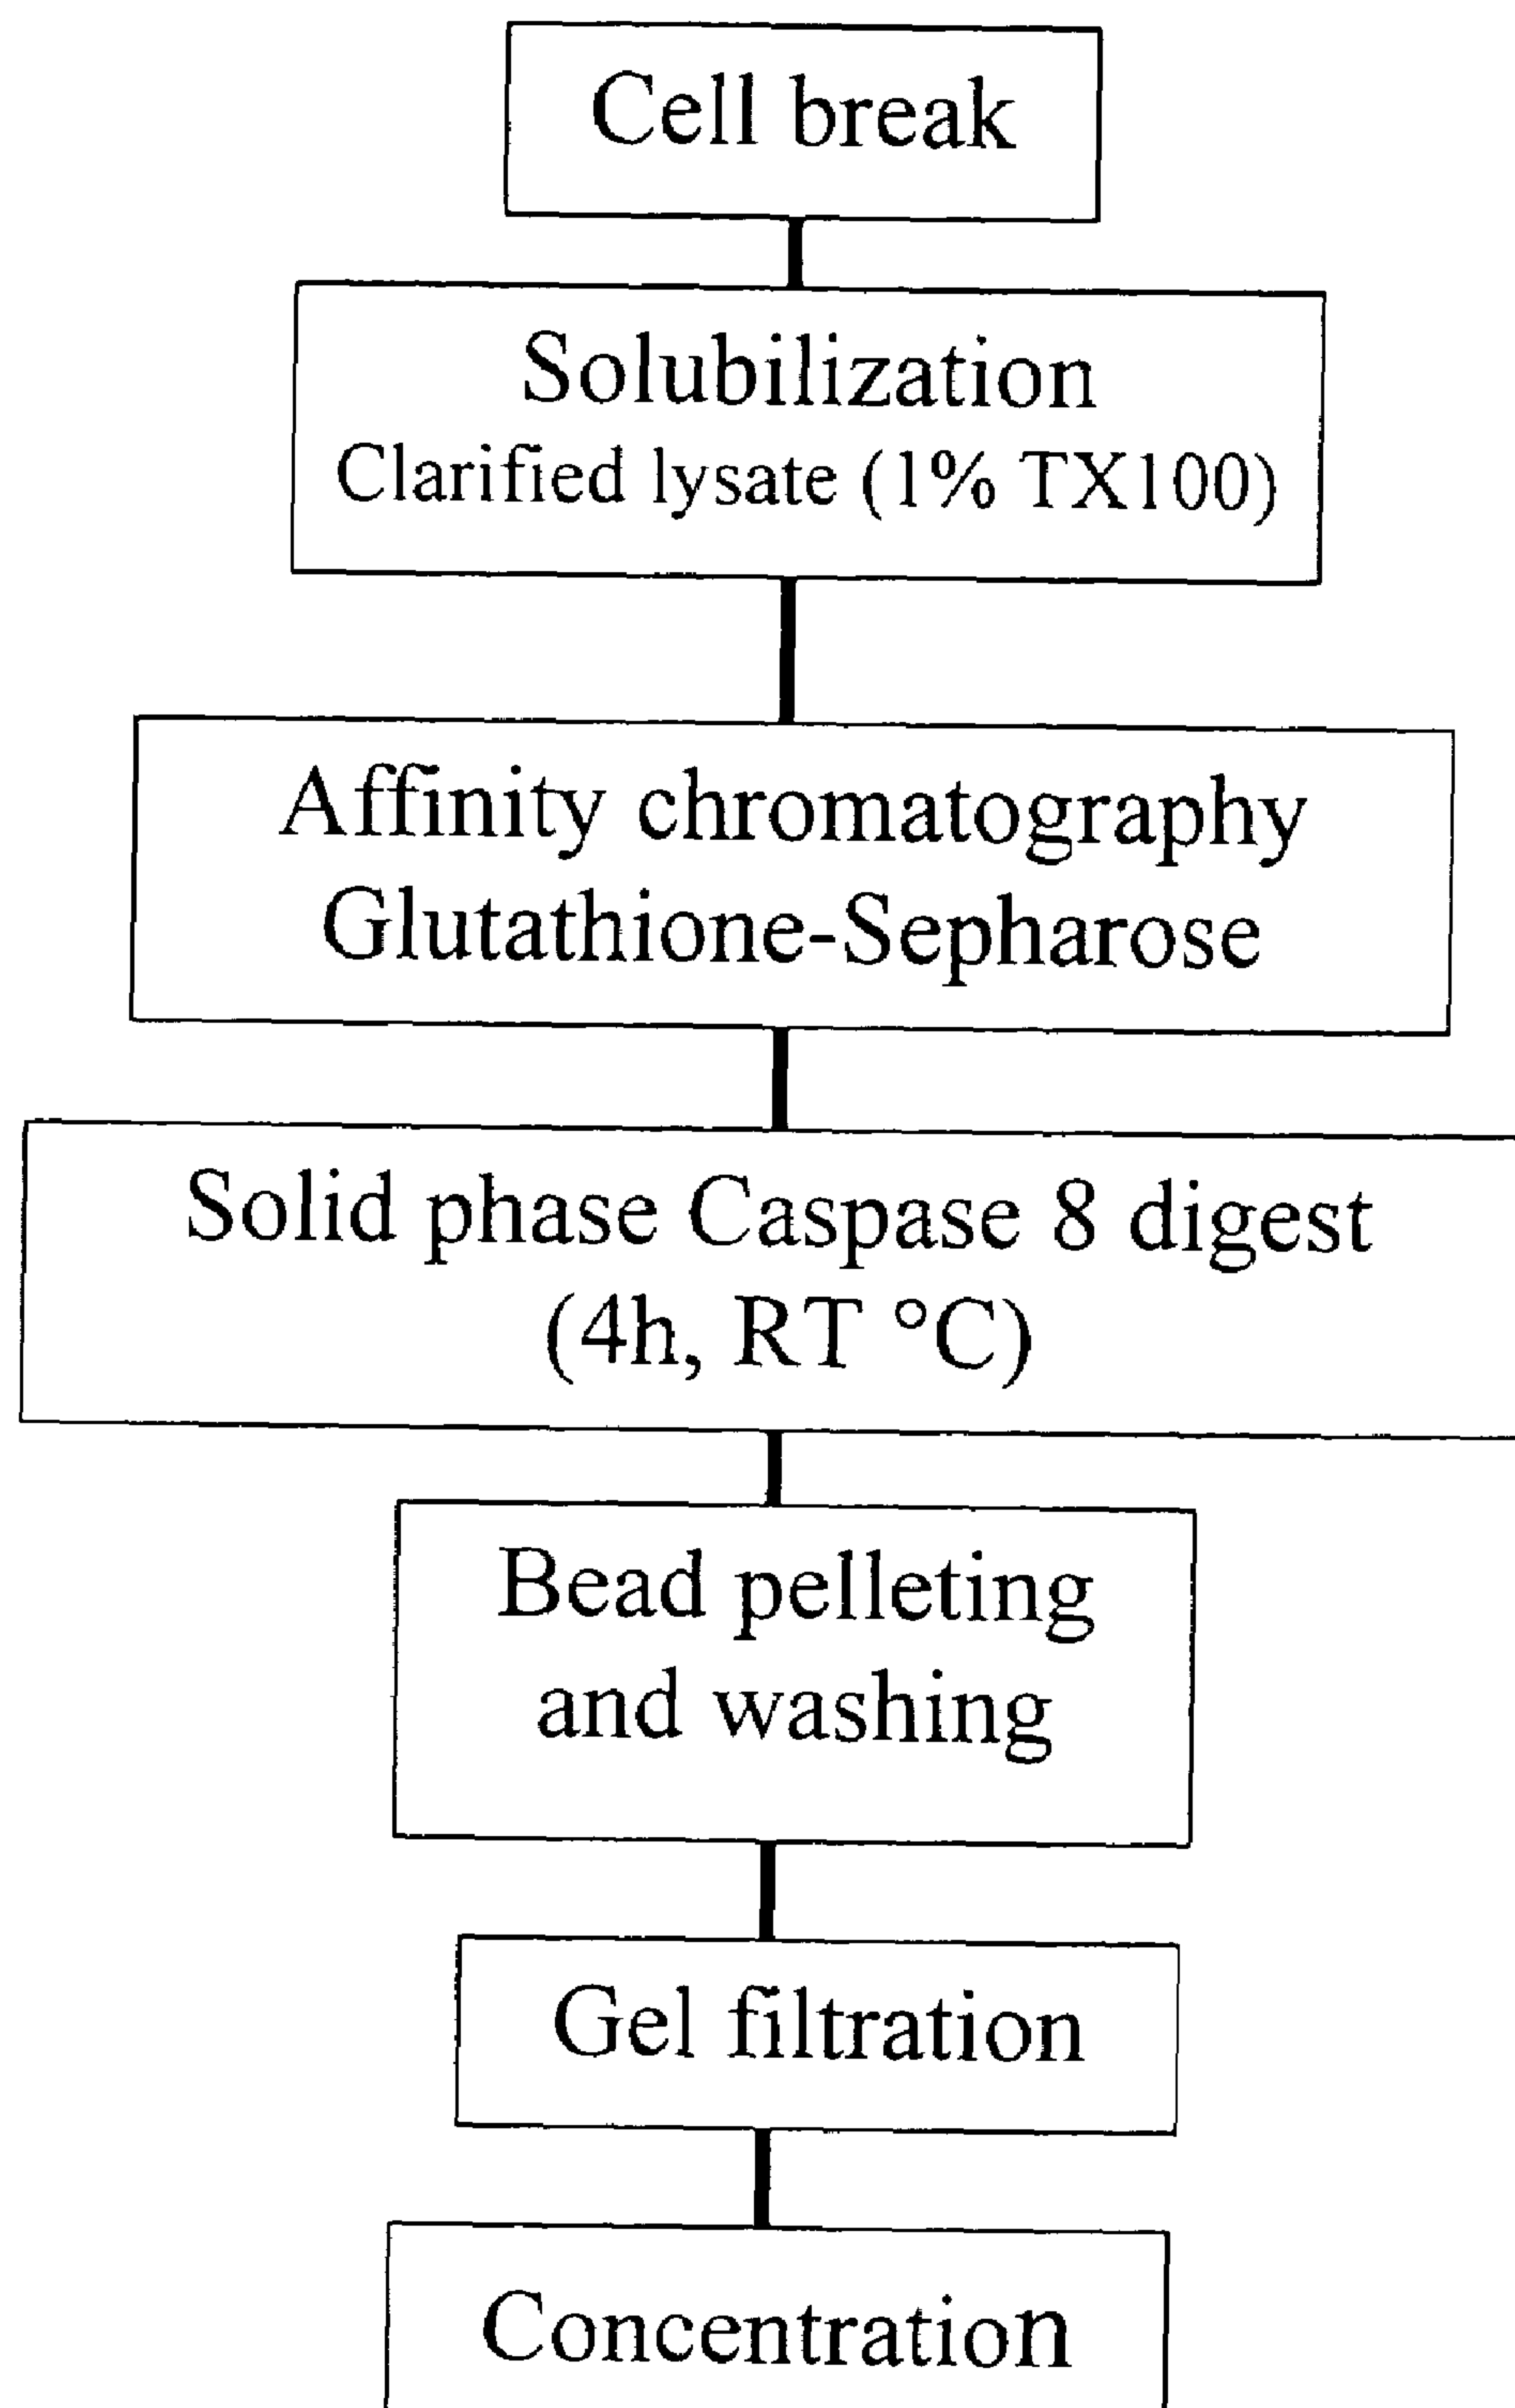 Cell break
Solubilization
Clarified lysate (1% TX100)
Affinity chromatography
Glutathione-Sepharose
Solid phase Caspase 8 digest
(4h, RT °C)
Bead pelleting
and washing
Gel filtration
Concentration